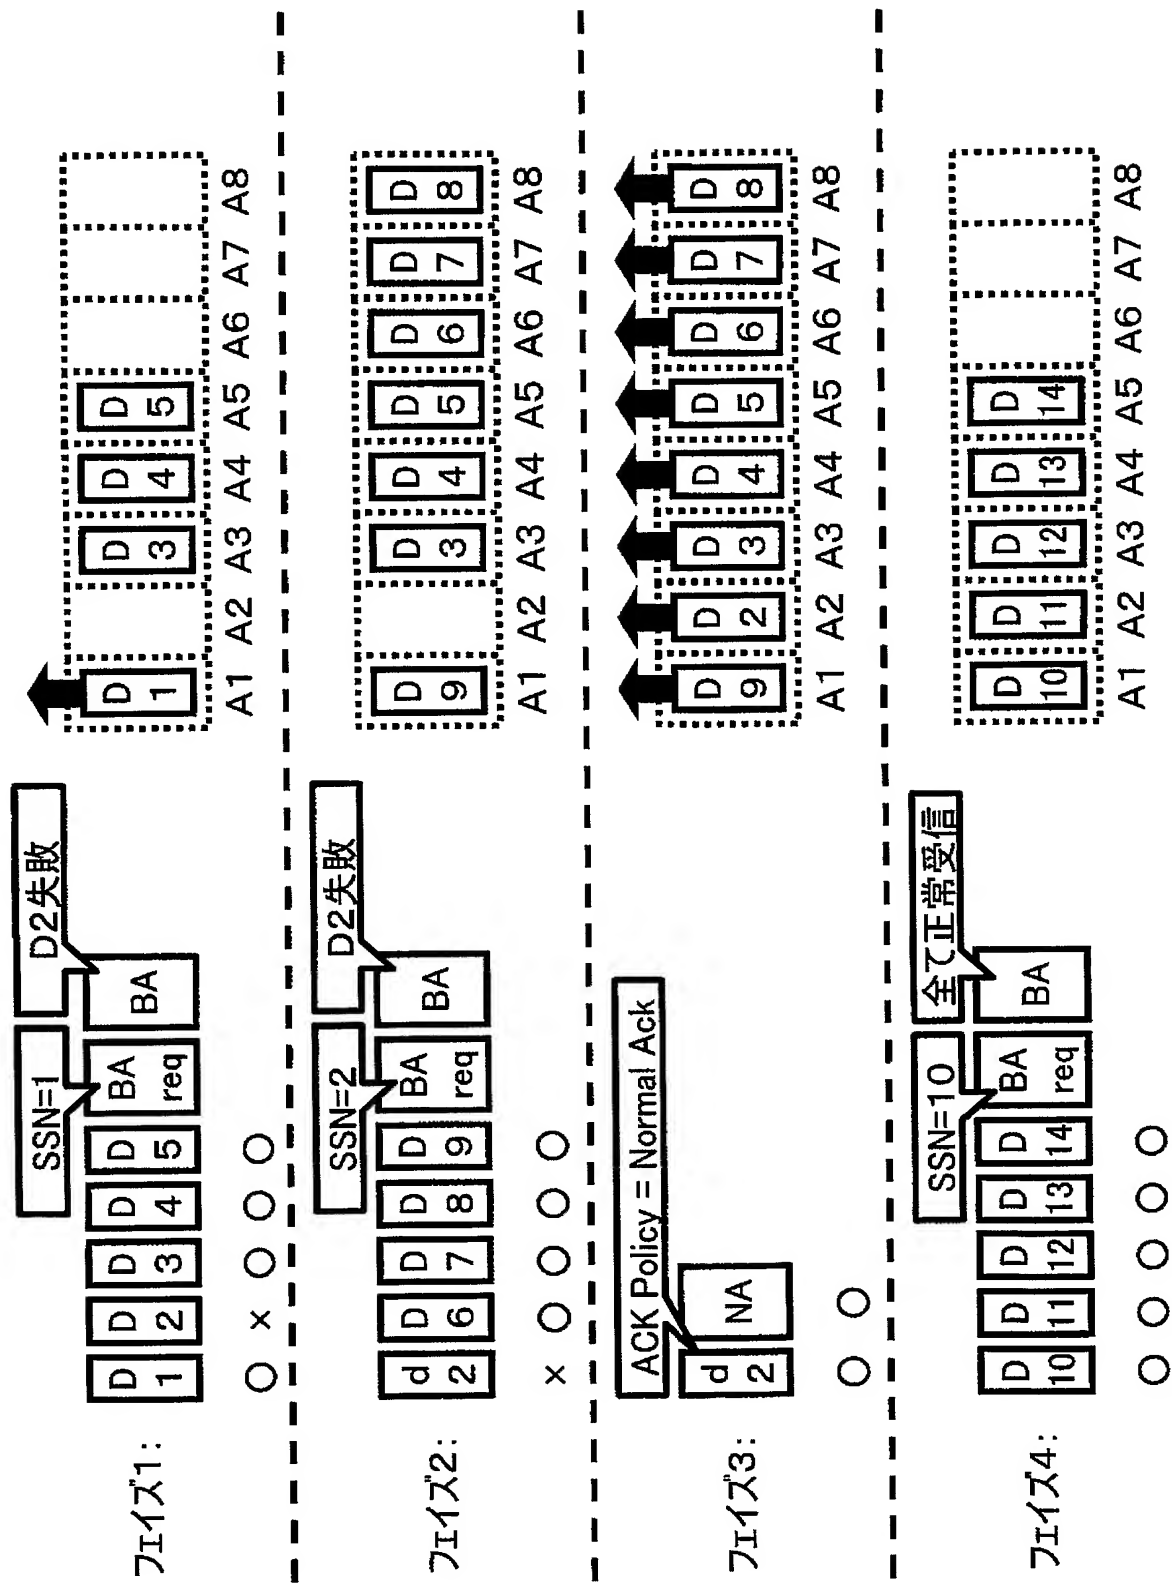 フェイズ1:
SSN=1
D2失敗
D 1
D 2
D 3
D 4
D 5
BA req
BA
○ × ○ ○ ○
D 1
D 3
D 4
D 5
A1 A2 A3 A4 A5 A6 A7 A8
フェイズ2:
SSN=2
D2失敗
d 2
D 6
D 7
D 8
D 9
BA req
BA
× ○ ○ ○ ○
D 9
D 3
D 4
D 5
D 6
D 7
D 8
A1 A2 A3 A4 A5 A6 A7 A8
フェイズ3:
ACK Policy = Normal Ack
d 2
NA
○ ○
D 9
D 2
D 3
D 4
D 5
D 6
D 7
D 8
A1 A2 A3 A4 A5 A6 A7 A8
フェイズ4:
SSN=10
全て正常受信
D 10
D 11
D 12
D 13
D 14
BA req
BA
○ ○ ○ ○ ○
D 10
D 11
D 12
D 13
D 14
A1 A2 A3 A4 A5 A6 A7 A8